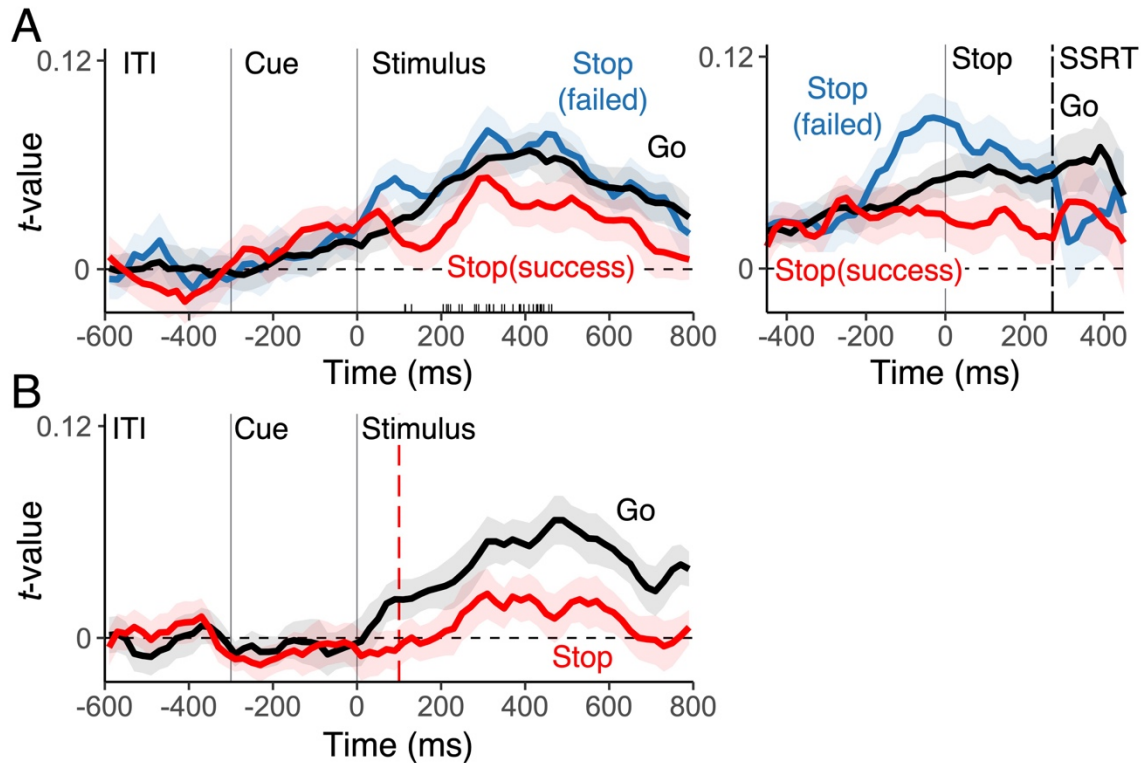 A
ITI Cue Stimulus Stop
(failed)
Go
Stop(success)
t-value
0.12
0
-600 -400 -200 0 200 400 600 800
Time (ms)
Stop SSRT
Stop
(failed)
Go
Stop(success)
0.12
0
-400 -200 0 200 400
Time (ms)
B
ITI Cue Stimulus
Go
Stop
t-value
0.12
0
-600 -400 -200 0 200 400 600 800
Time (ms)